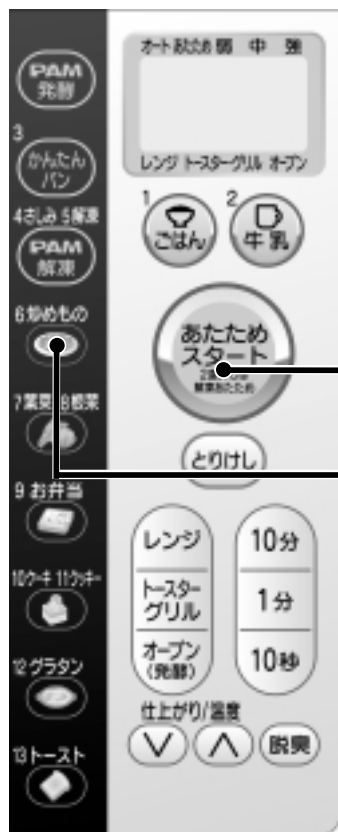 オート あたため 弱 中 強
レンジ トースターグリル オーブン
PAM
発酵
3
かんたん
パン
4さしみ 5解凍
PAM
解凍
6炒めもの
7葉菜 8根菜
9 お弁当
10ケーキ 11クッキー
12グラタン
13トースト
1
ごはん
2
牛乳
あたため
スタート
解凍あたため
とりけし
レンジ
トースター
グリル
オーブン
(発酵)
10分
1分
10秒
仕上がり/温度
脱臭